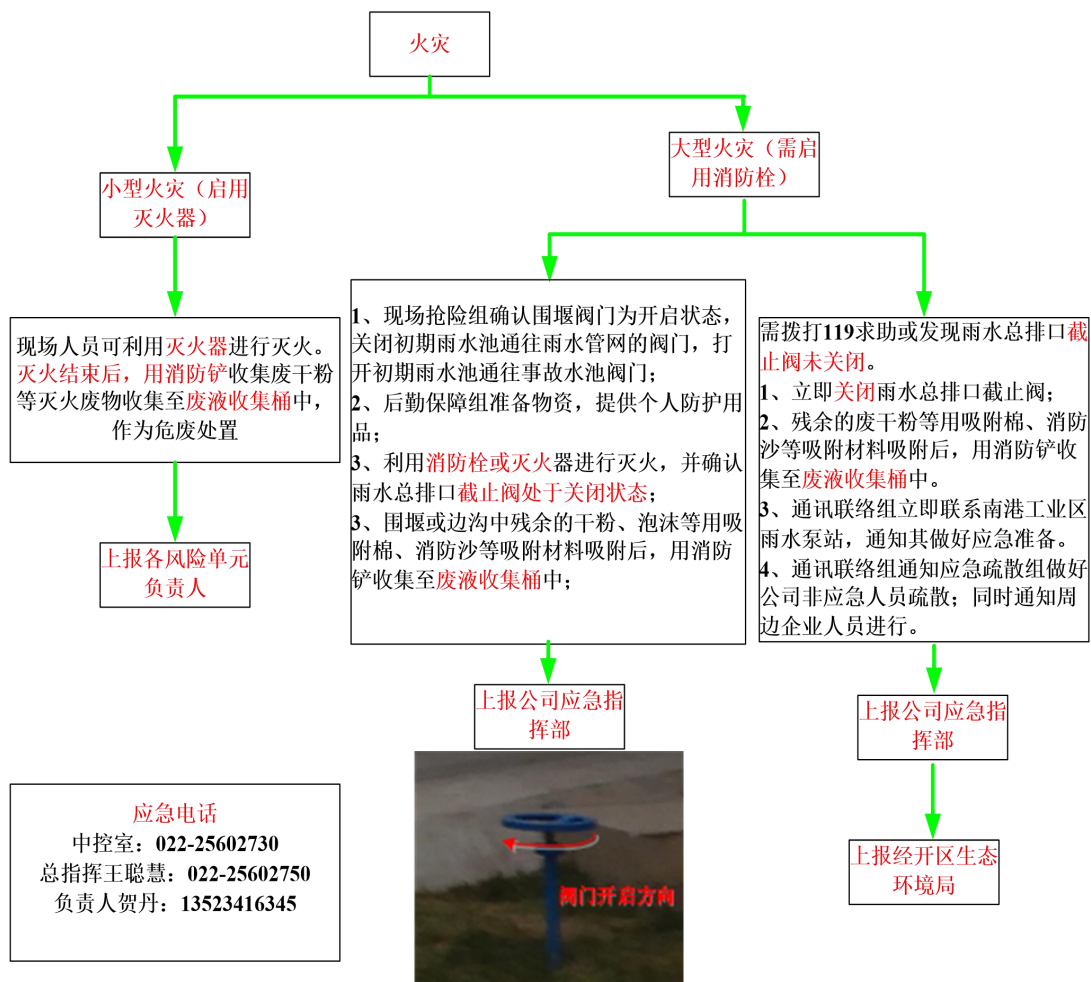 火灾
小型火灾（启用
灭火器）
大型火灾（需启
用消防栓）
现场人员可利用灭火器进行灭火。
灭火结束后，用消防铲收集废干粉
等灭火废物收集至废液收集桶中，
作为危废处置
上报各风险单元
负责人
1、现场抢险组确认围堰阀门为开启状态，
关闭初期雨水池通往雨水管网的阀门，打
开初期雨水池通往事故水池阀门；
2、后勤保障组准备物资，提供个人防护用
品；
3、利用消防栓或灭火器进行灭火，并确认
雨水总排口截止阀处于关闭状态；
3、围堰或边沟中残余的干粉、泡沫等用吸
附棉、消防沙等吸附材料吸附后，用消防
铲收集至废液收集桶中；
上报公司应急指
挥部
阀门开启方向
需拨打119求助或发现雨水总排口截
止阀未关闭。
1、立即关闭雨水总排口截止阀；
2、残余的废干粉等用吸附棉、消防
沙等吸附材料吸附后，用消防铲收
集至废液收集桶中。
3、通讯联络组立即联系南港工业区
雨水泵站，通知其做好应急准备。
4、通讯联络组通知应急疏散组做好
公司非应急人员疏散；同时通知周
边企业人员进行。
上报公司应急指
挥部
上报经开区生态
环境局
应急电话
中控室：022-25602730
总指挥王聪慧：022-25602750
负责人贺丹：13523416345